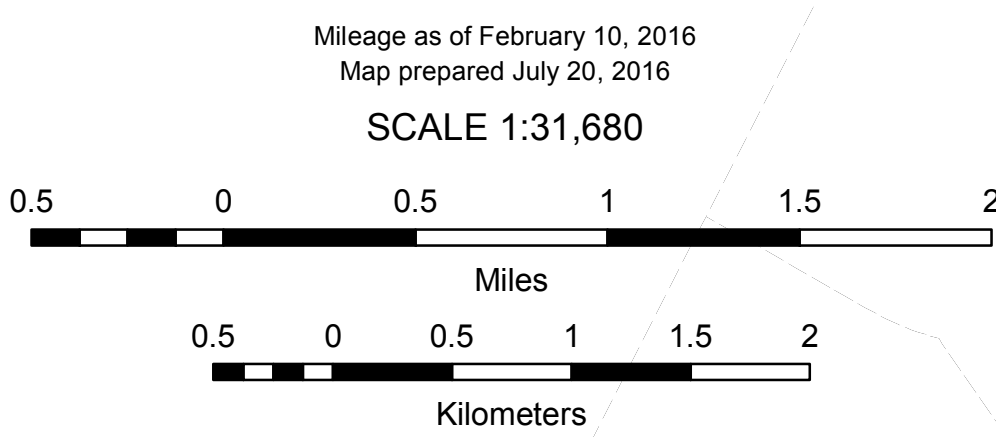 Mileage as of February 10, 2016
Map prepared July 20, 2016
SCALE 1:31,680
0.5 0 0.5 1 1.5 2
Miles
0.5 0 0.5 1 1.5 2
Kilometers